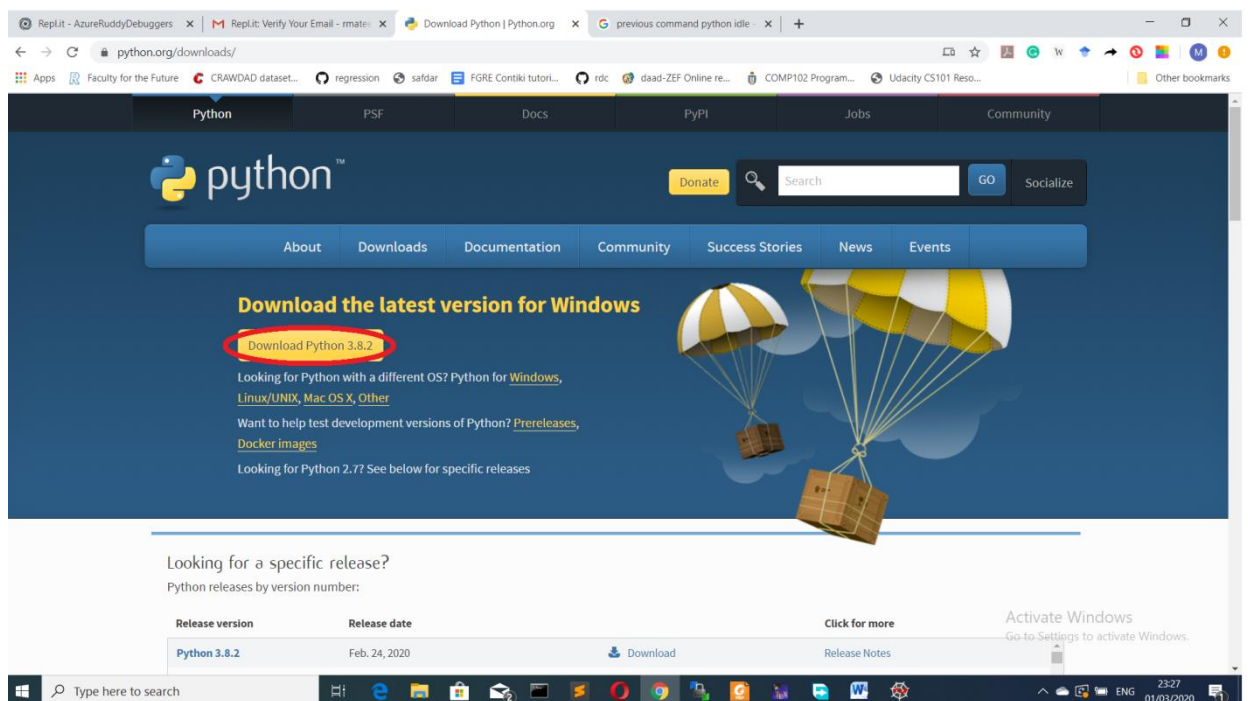 Repl.it - AzureRuddyDebuggers
Repl.it: Verify Your Email - rmatee
Download Python | Python.org
previous command python idle -
python.org/downloads/
Apps
Faculty for the Future
CRAWDAD dataset...
regression
safdar
FGRE Contiki tutori...
rdc
daad-ZEF Online re...
COMP102 Program...
Udacity CS101 Reso...
Other bookmarks
Python
PSF
Docs
PyPI
Jobs
Community
python™
Donate
Search
GO
Socialize
About
Downloads
Documentation
Community
Success Stories
News
Events
Download the latest version for Windows
Download Python 3.8.2
Looking for Python with a different OS? Python for Windows,
Linux/UNIX, Mac OS X, Other
Want to help test development versions of Python? Prereleases,
Docker images
Looking for Python 2.7? See below for specific releases
Looking for a specific release?
Python releases by version number:
Release version
Release date
Click for more
Python 3.8.2
Feb. 24, 2020
Download
Release Notes
Activate Windows
Go to Settings to activate Windows.
Type here to search
ENG
23:27
01/03/2020